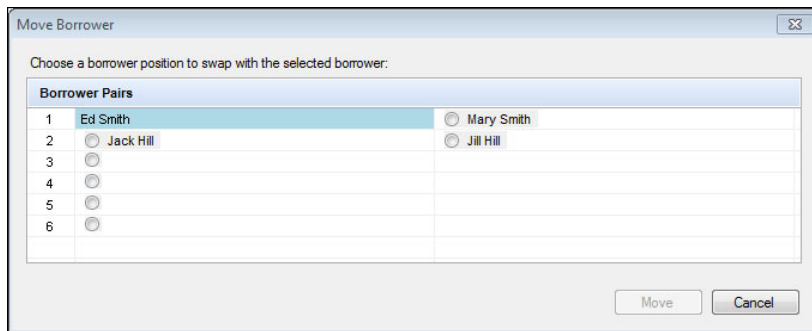 Move Borrower
Choose a borrower position to swap with the selected borrower:
Borrower Pairs
1 Ed Smith Mary Smith
2 Jack Hill Jill Hill
3
4
5
6
Move Cancel